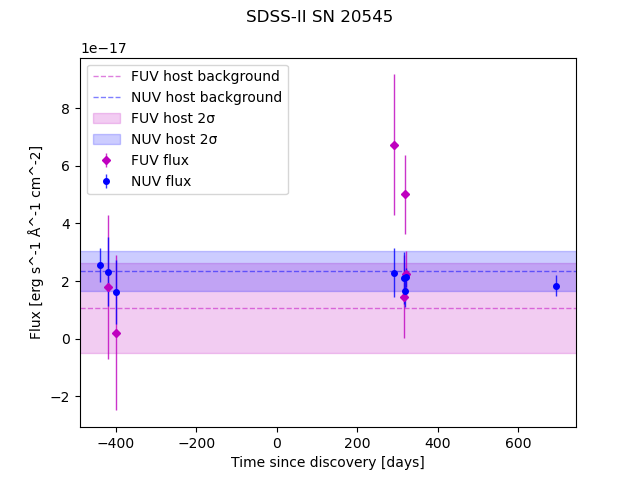 SDSS-II SN 20545
1e−17
FUV host background
NUV host background
FUV host 2σ
NUV host 2σ
FUV flux
NUV flux
8
6
4
2
0
−2
Flux [erg s^-1 Å^-1 cm^-2]
−400 −200 0 200 400 600
Time since discovery [days]